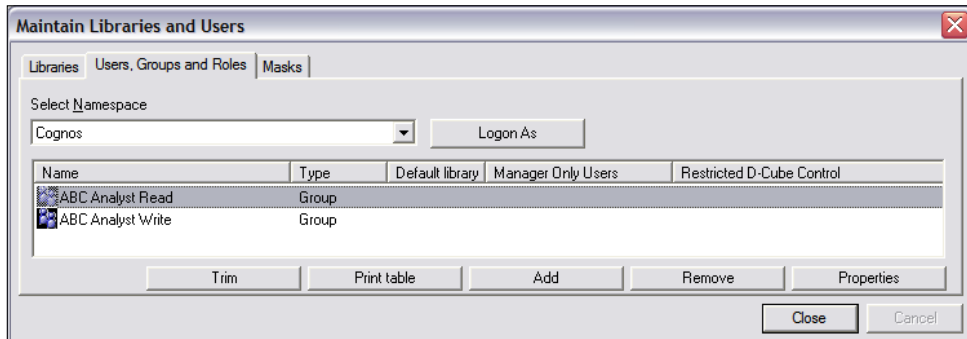 Maintain Libraries and Users
Libraries Users, Groups and Roles Masks
Select Namespace
Cognos Logon As
Name Type Default library Manager Only Users Restricted D-Cube Control
ABC Analyst Read Group
ABC Analyst Write Group
Trim Print table Add Remove Properties
Close Cancel